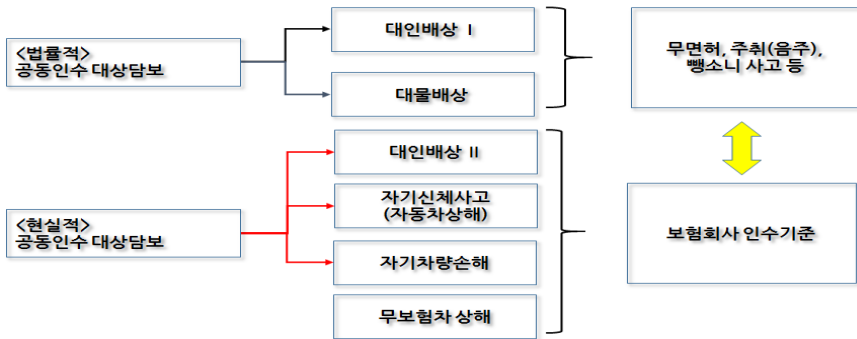 <법률적>
공동인수 대상담보
대인배상 I
대물배상
무면허, 주취(음주),
뺑소니 사고 등
<현실적>
공동인수 대상담보
대인배상 II
자기신체사고
(자동차상해)
자기차량손해
무보험차 상해
보험회사 인수기준